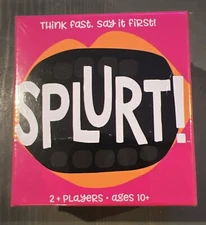 THINK FAST. SAY IT FIRST!
SPLURT!
2+ PLAYERS • AGES 10+